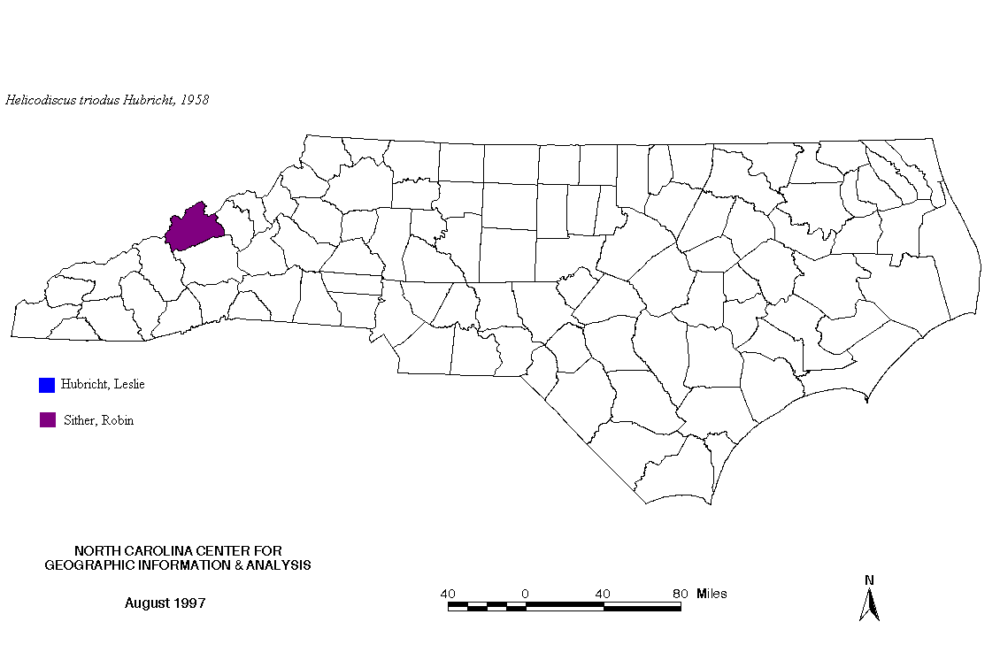 Helicodiscus triodus Hubricht, 1958
Hubricht, Leslie
Sither, Robin
NORTH CAROLINA CENTER FOR
GEOGRAPHIC INFORMATION & ANALYSIS
August 1997
40 0 40 80 Miles
N